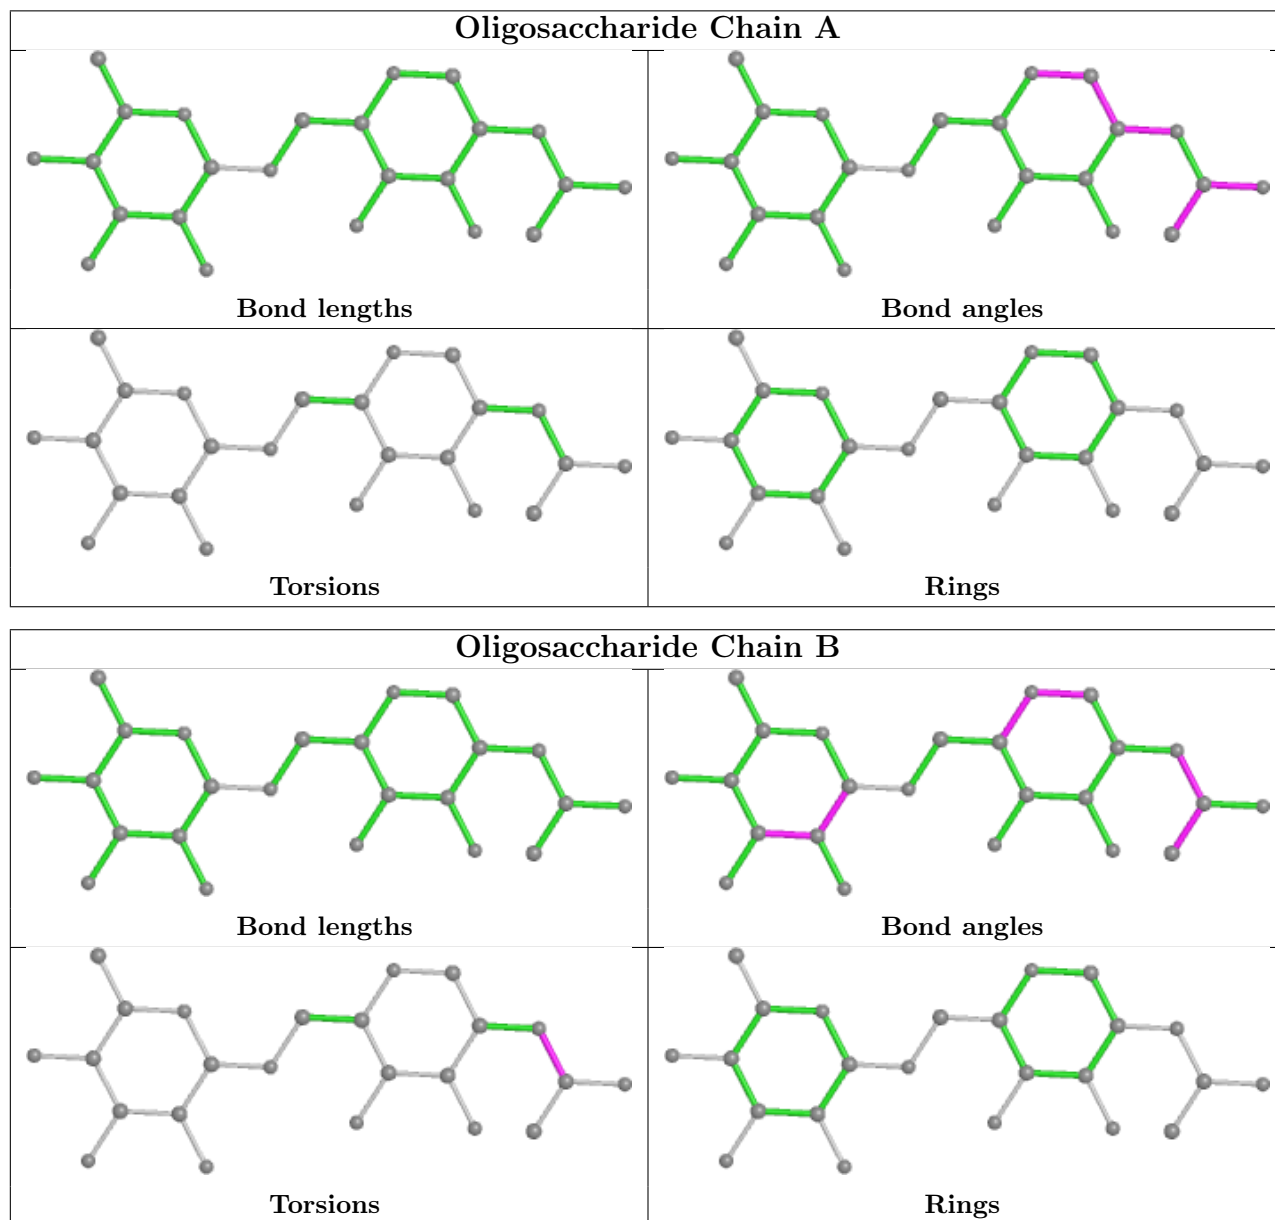 Oligosaccharide Chain A
Bond lengths
Bond angles
Torsions
Rings
Oligosaccharide Chain B
Bond lengths
Bond angles
Torsions
Rings